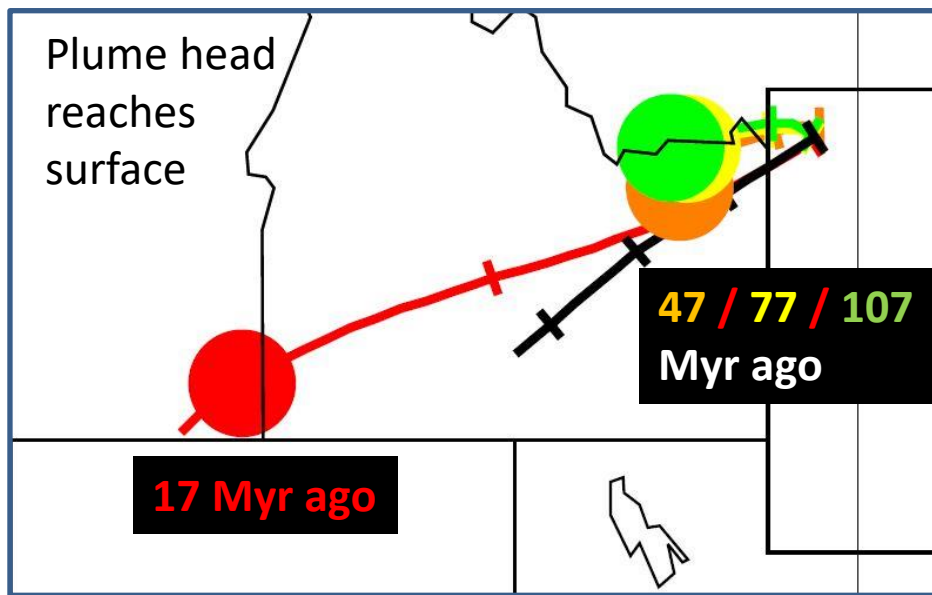 Plume head
reaches
surface
47 / 77 / 107
Myr ago
17 Myr ago